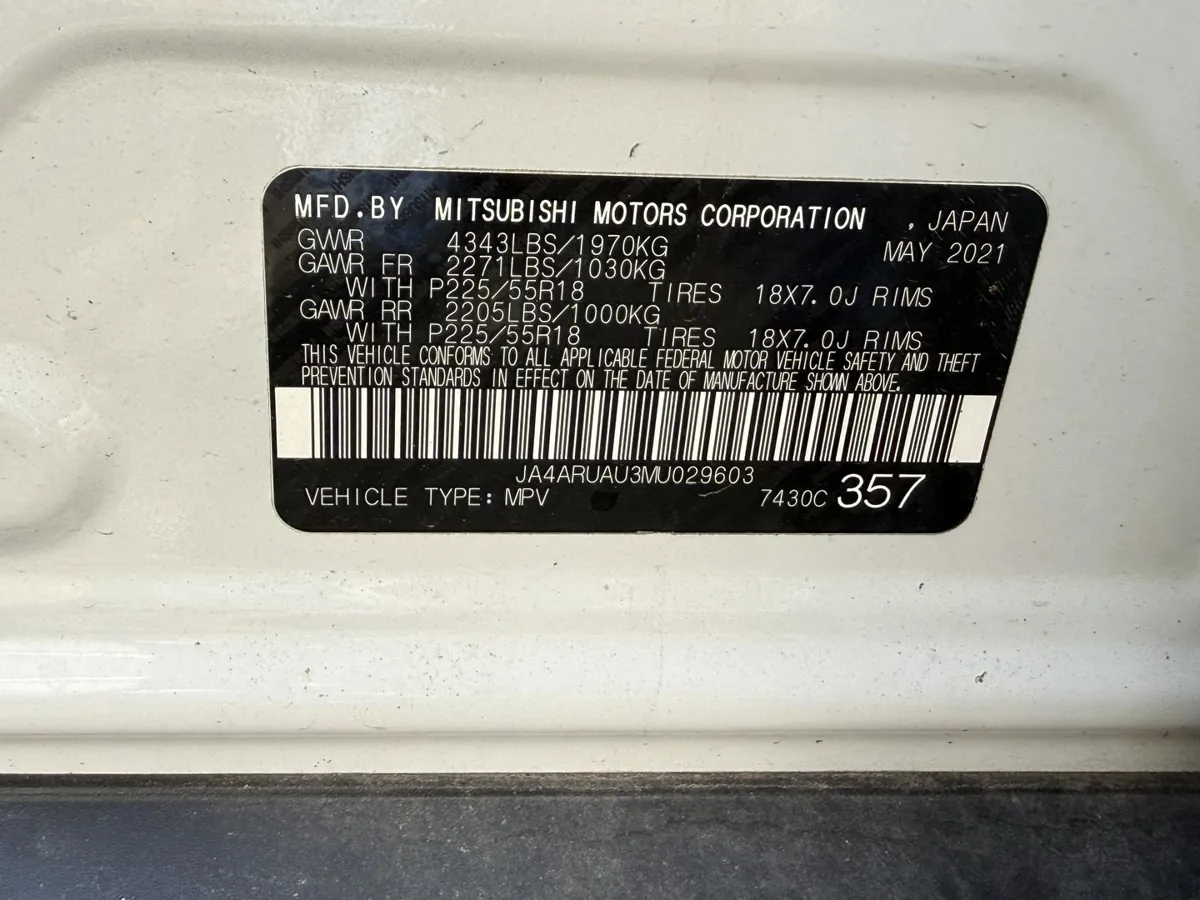 MFD.BY MITSUBISHI MOTORS CORPORATION , JAPAN
GVWR 4343LBS/1970KG MAY 2021
GAWR FR 2271LBS/1030KG
WITH P225/55R18 TIRES 18X7.0J RIMS
GAWR RR 2205LBS/1000KG
WITH P225/55R18 TIRES 18X7.0J RIMS
THIS VEHICLE CONFORMS TO ALL APPLICABLE FEDERAL MOTOR VEHICLE SAFETY AND THEFT
PREVENTION STANDARDS IN EFFECT ON THE DATE OF MANUFACTURE SHOWN ABOVE.
JA4ARUAU3MU029603
VEHICLE TYPE: MPV 7430C 357